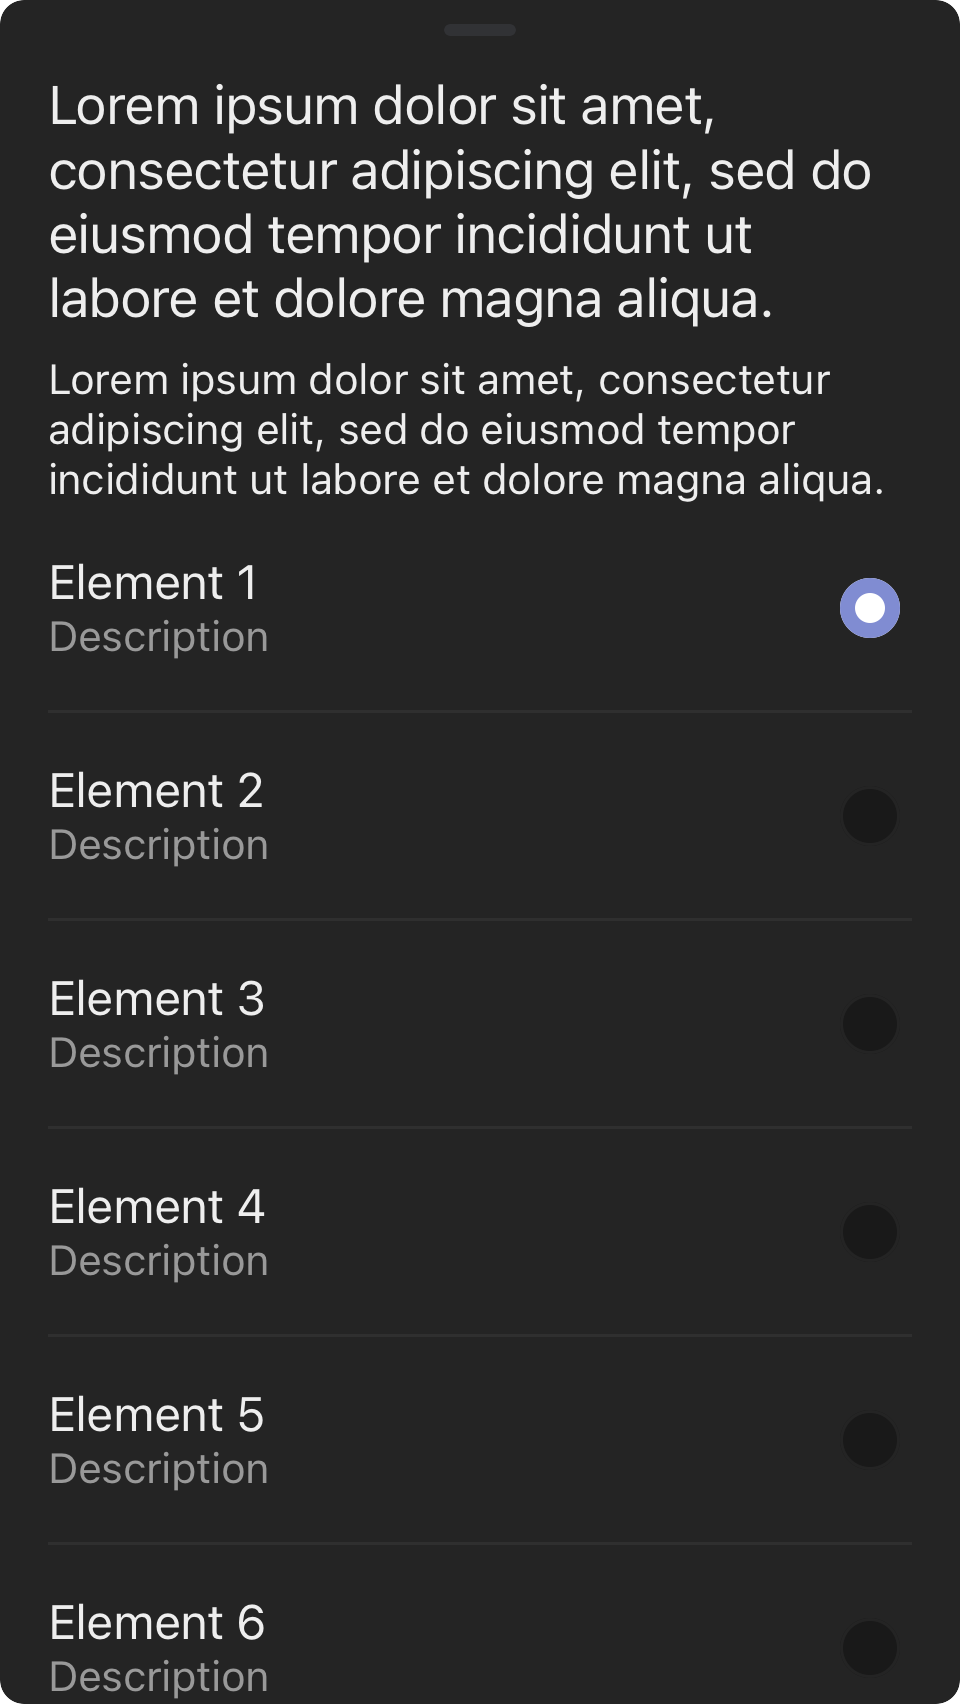 Lorem ipsum dolor sit amet,
consectetur adipiscing elit, sed do
eiusmod tempor incididunt ut
labore et dolore magna aliqua.
Lorem ipsum dolor sit amet, consectetur
adipiscing elit, sed do eiusmod tempor
incididunt ut labore et dolore magna aliqua.
Element 1
Description
Element 2
Description
Element 3
Description
Element 4
Description
Element 5
Description
Element 6
Description